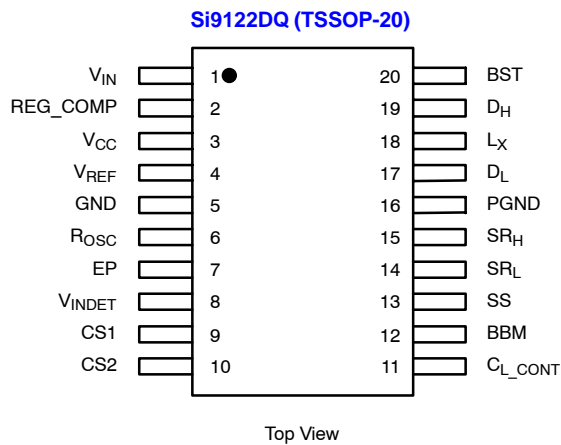 Si9122DQ (TSSOP-20)
VIN 1 20 BST
REG_COMP 2 19 DH
VCC 3 18 LX
VREF 4 17 DL
GND 5 16 PGND
ROSC 6 15 SRH
EP 7 14 SRL
VINDET 8 13 SS
CS1 9 12 BBM
CS2 10 11 CL_CONT
Top View